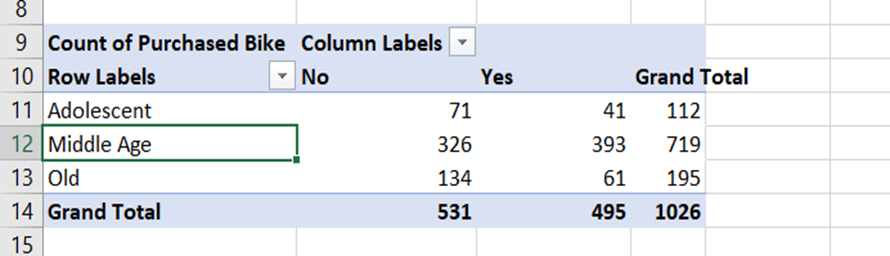 8
9 Count of Purchased Bike Column Labels
10 Row Labels No Yes Grand Total
11 Adolescent 71 41 112
12 Middle Age 326 393 719
13 Old 134 61 195
14 Grand Total 531 495 1026
15